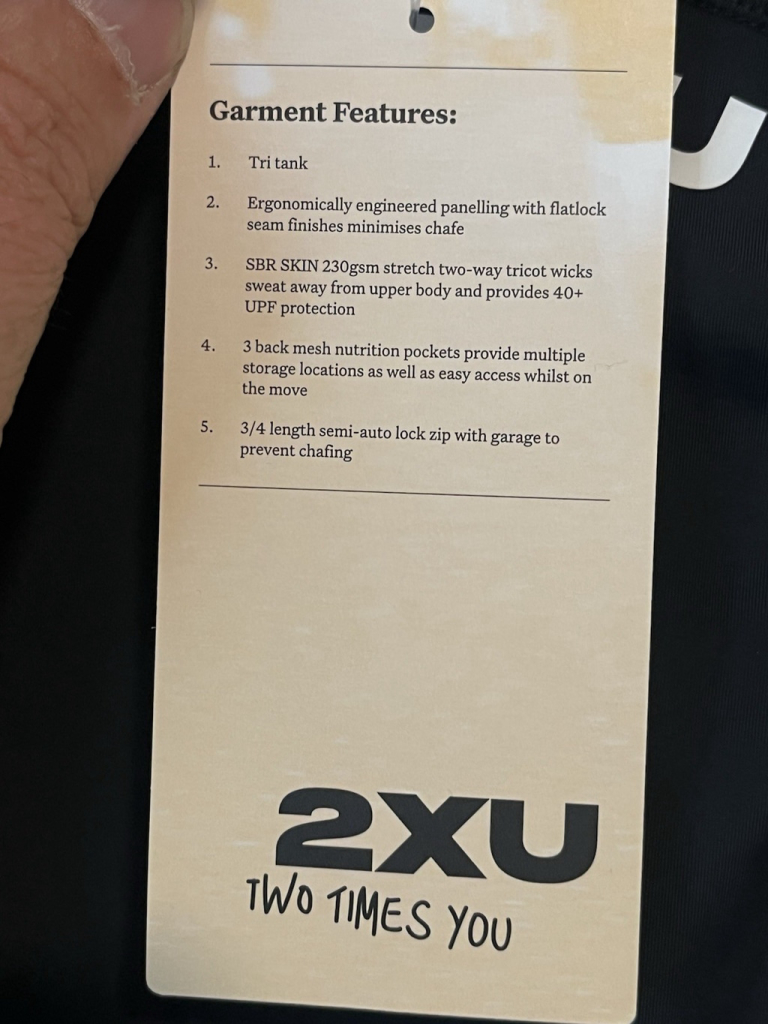 Garment Features:
1. Tri tank
2. Ergonomically engineered panelling with flatlock
seam finishes minimises chafe
3. SBR SKIN 230gsm stretch two-way tricot wicks
sweat away from upper body and provides 40+
UPF protection
4. 3 back mesh nutrition pockets provide multiple
storage locations as well as easy access whilst on
the move
5. 3/4 length semi-auto lock zip with garage to
prevent chafing
2XU
TWO TIMES YOU
U